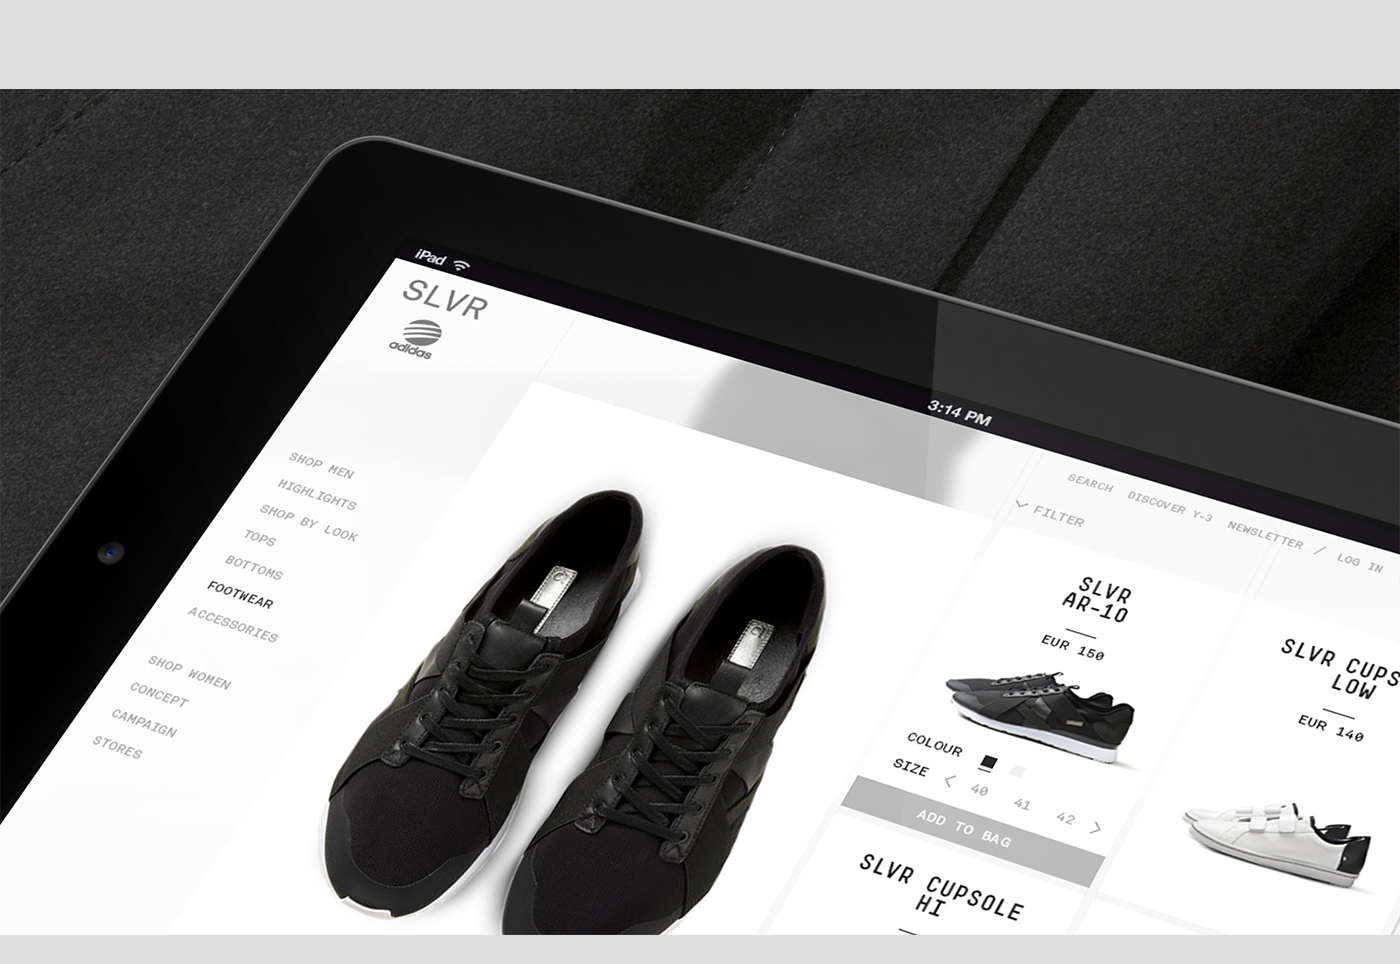 iPad
3:14 PM
SLVR
adidas
SHOP MEN
HIGHLIGHTS
SHOP BY LOOK
TOPS
BOTTOMS
FOOTWEAR
ACCESSORIES
SHOP WOMEN
CONCEPT
CAMPAIGN
STORES
SEARCH DISCOVER Y-3 NEWSLETTER / LOG IN
FILTER
SLVR
AR-10
EUR 150
COLOUR
SIZE < 40 41 42 >
ADD TO BAG
SLVR CUPS
LOW
EUR 140
SLVR CUPSOLE
HI